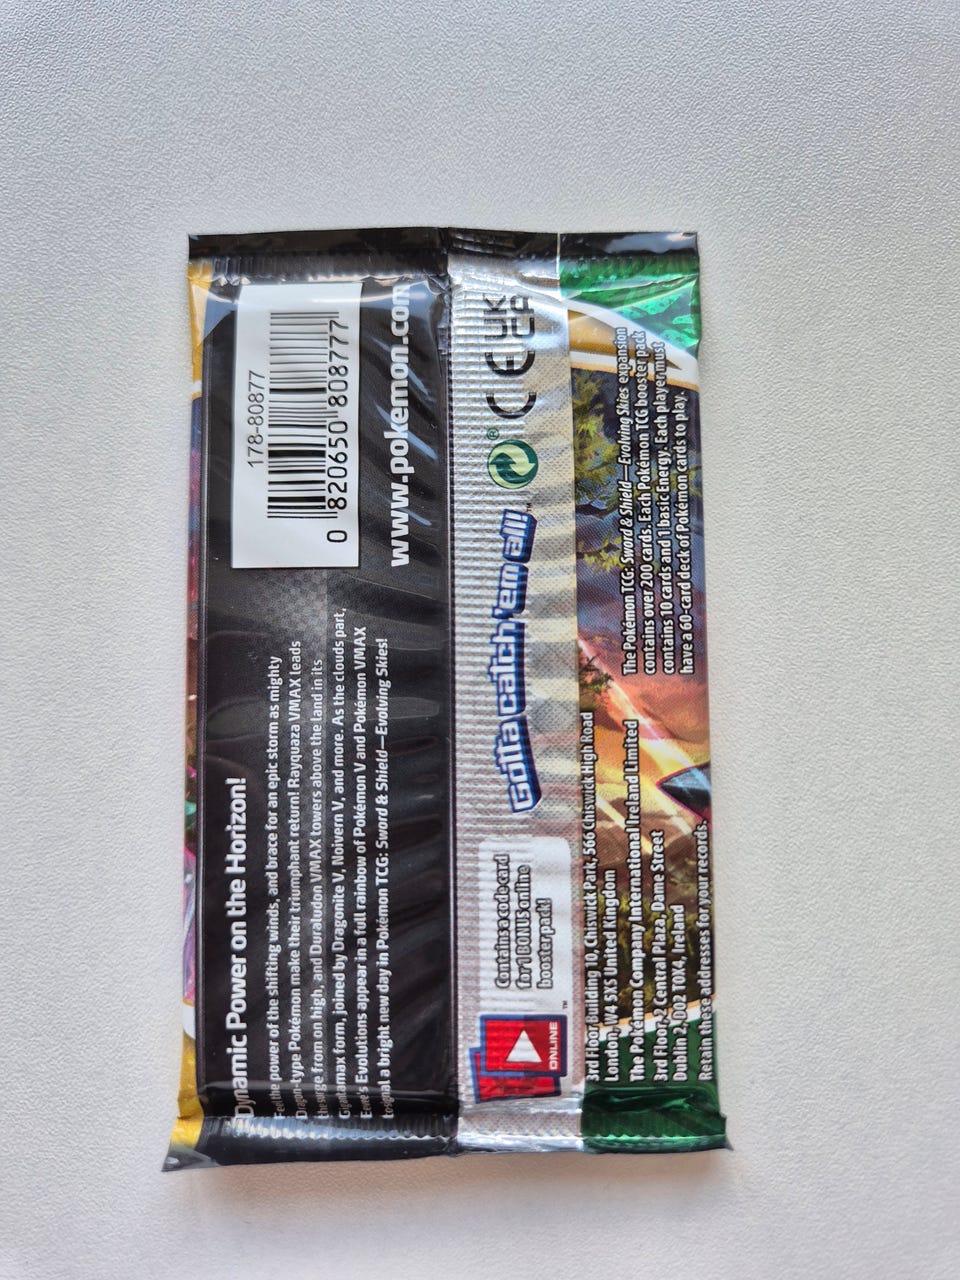 Dynamic Power on the Horizon!
Feel the power of the shifting winds, and brace for an epic storm as mighty
Dragon-type Pokémon make their triumphant return! Rayquaza VMAX leads
the surge from on high, and Duraludon VMAX towers above the land in its
Gigantamax form, joined by Dragonite V, Noivern V, and more. As the clouds part,
Eevee's Evolutions appear in a full rainbow of Pokémon V and Pokémon VMAX
to signal a bright new day in Pokémon TCG: Sword & Shield—Evolving Skies!
178-80877
0 820650 808777
www.pokemon.com
ONLINE™
Contains a code card
for 1 BONUS online
booster pack!
Gotta catch 'em all!™
®
CE
UK
CA
3rd Floor Building 10, Chiswick Park, 566 Chiswick High Road
London, W4 5XS United Kingdom
The Pokémon Company International Ireland Limited
3rd Floor, 2 Central Plaza, Dame Street
Dublin 2, D02 T0X4, Ireland
Retain these addresses for your records.
The Pokémon TCG: Sword & Shield—Evolving Skies expansion
contains over 200 cards. Each Pokémon TCG booster pack
contains 10 cards and 1 basic Energy. Each player must
have a 60-card deck of Pokémon cards to play.